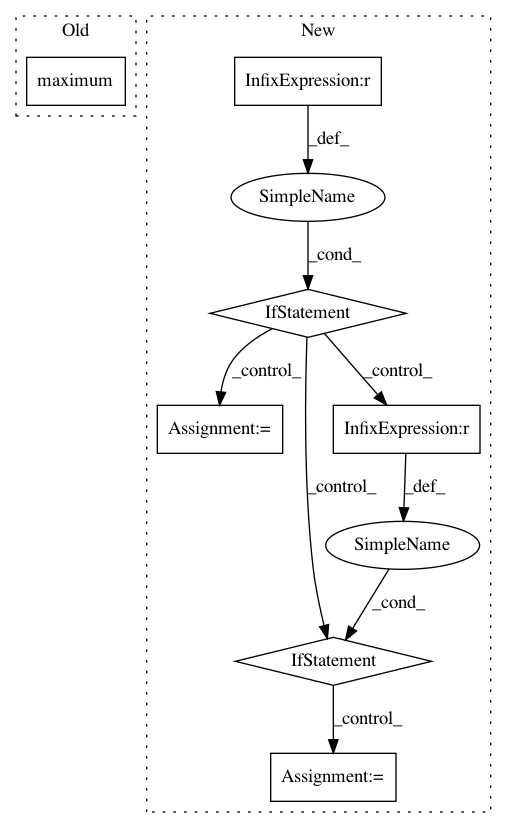 Old
New
maximum
InfixExpression:r
_def_
SimpleName
_cond_
IfStatement
_control_
_control_
Assignment:=
InfixExpression:r
_control_
_def_
SimpleName
_cond_
IfStatement
_control_
Assignment:=